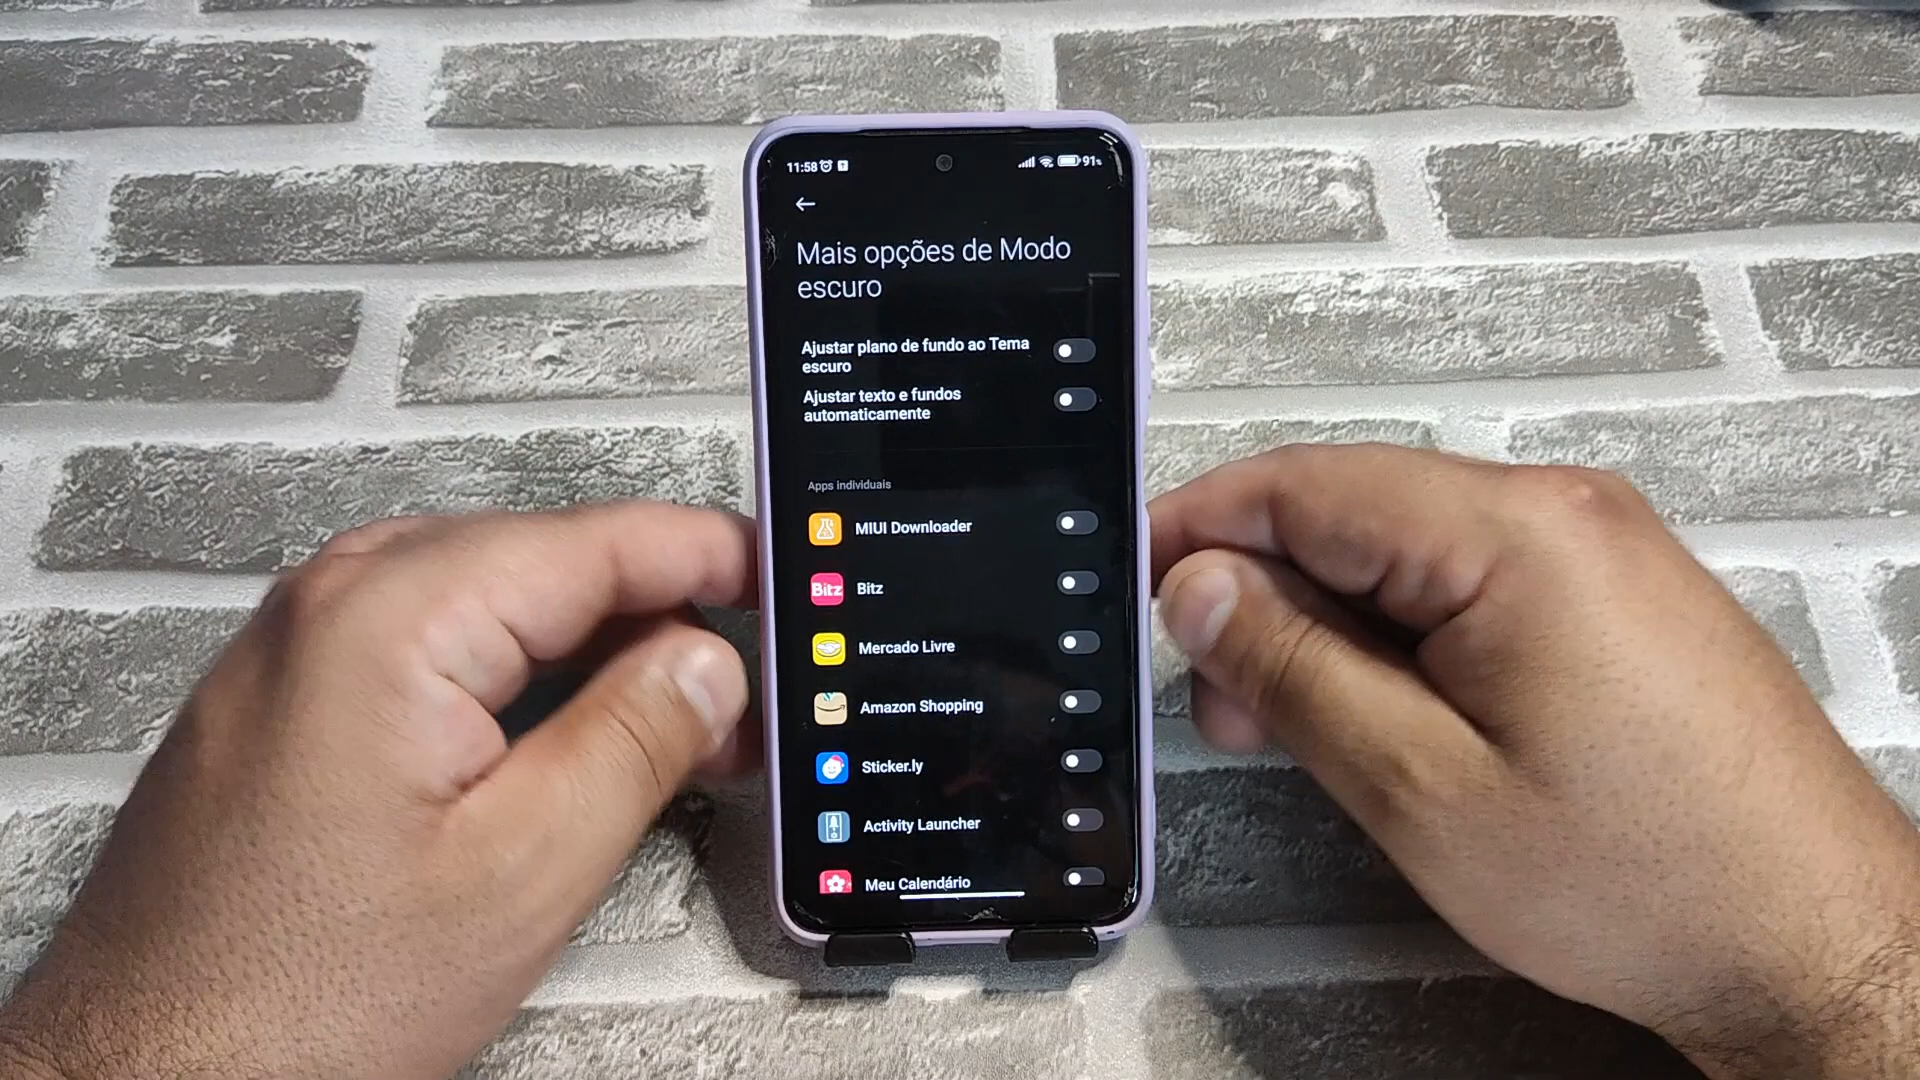 11:58
91%
Mais opções de Modo
escuro
Ajustar plano de fundo ao Tema
escuro
Ajustar texto e fundos
automaticamente
Apps individuais
MIUI Downloader
Bitz
Bitz
Mercado Livre
Amazon Shopping
Sticker.ly
Activity Launcher
Meu Calendário